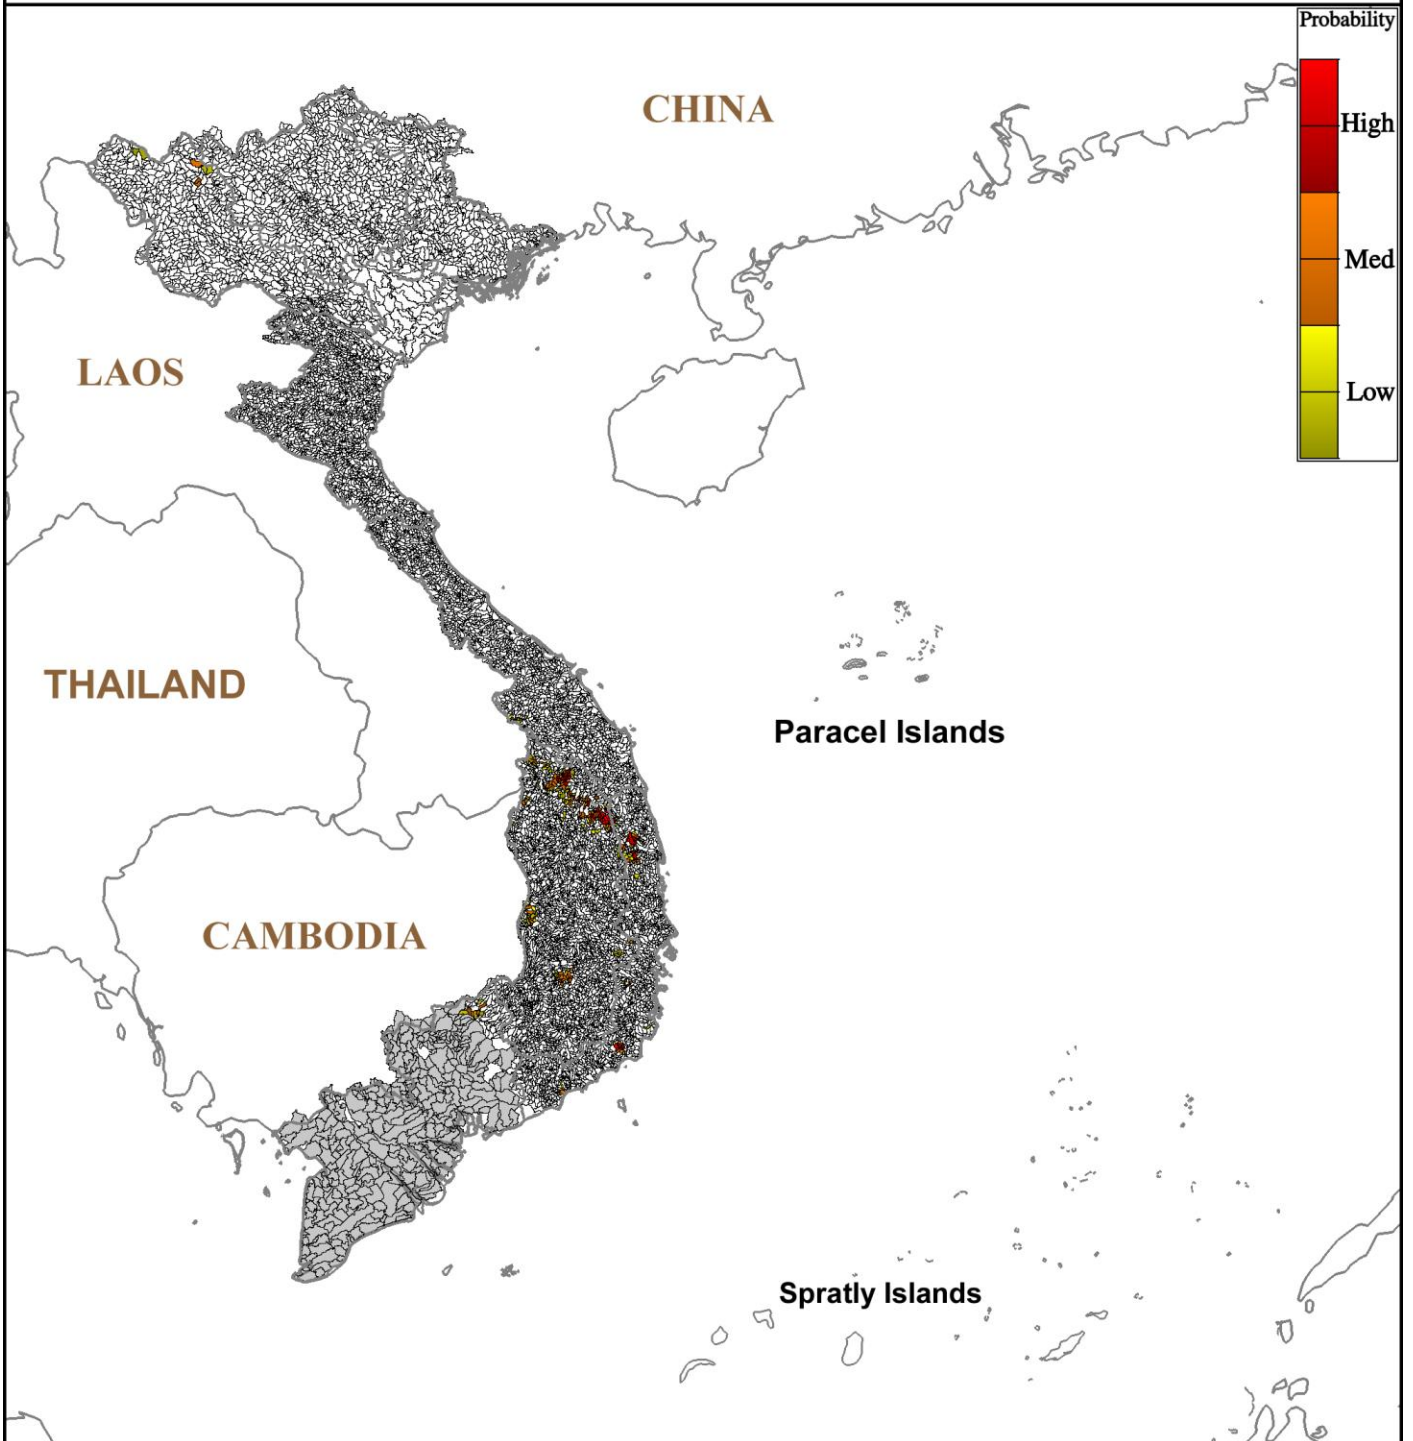 Probability
CHINA
High
Med
LAOS
Low
THAILAND
Paracel Islands
CAMBODIA
Spratly Islands